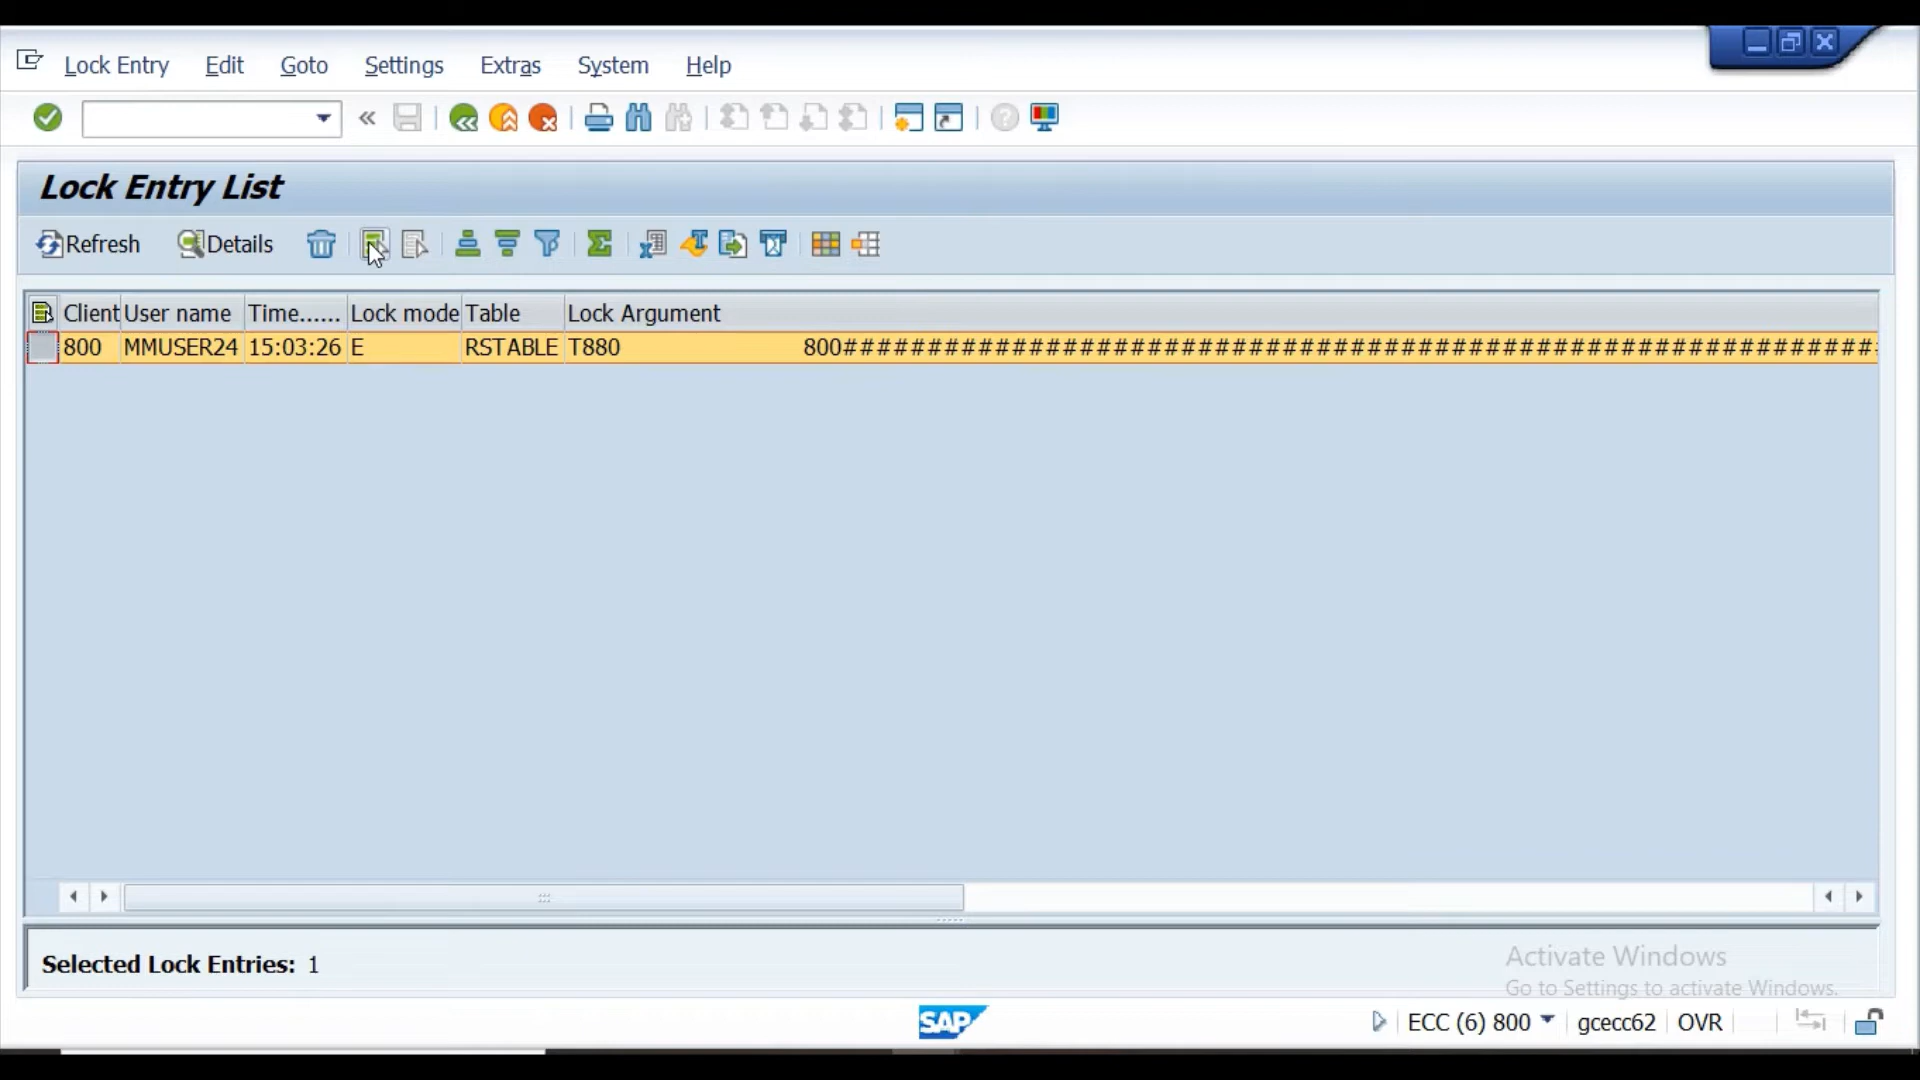 Lock Entry Edit Goto Settings Extras System Help
Lock Entry List
Refresh Details
Client User name Time...... Lock mode Table Lock Argument
800 MMUSER24 15:03:26 E RSTABLE T880 800#############################################################
Selected Lock Entries: 1
Activate Windows
Go to Settings to activate Windows.
SAP ECC (6) 800 gcecc62 OVR